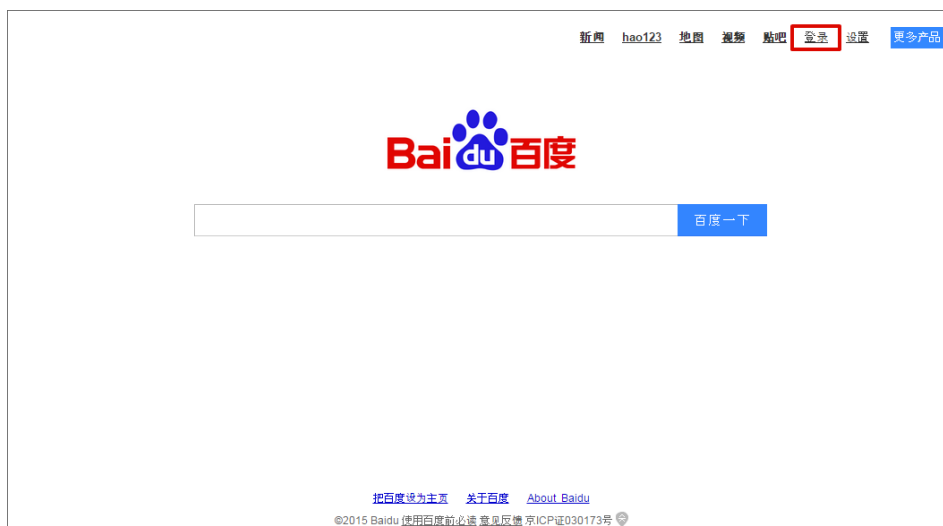 新闻 hao123 地图 视频 贴吧 登录 设置 更多产品
Bai du 百度
百度一下
把百度设为主页 关于百度 About Baidu
©2015 Baidu 使用百度前必读 意见反馈 京ICP证030173号